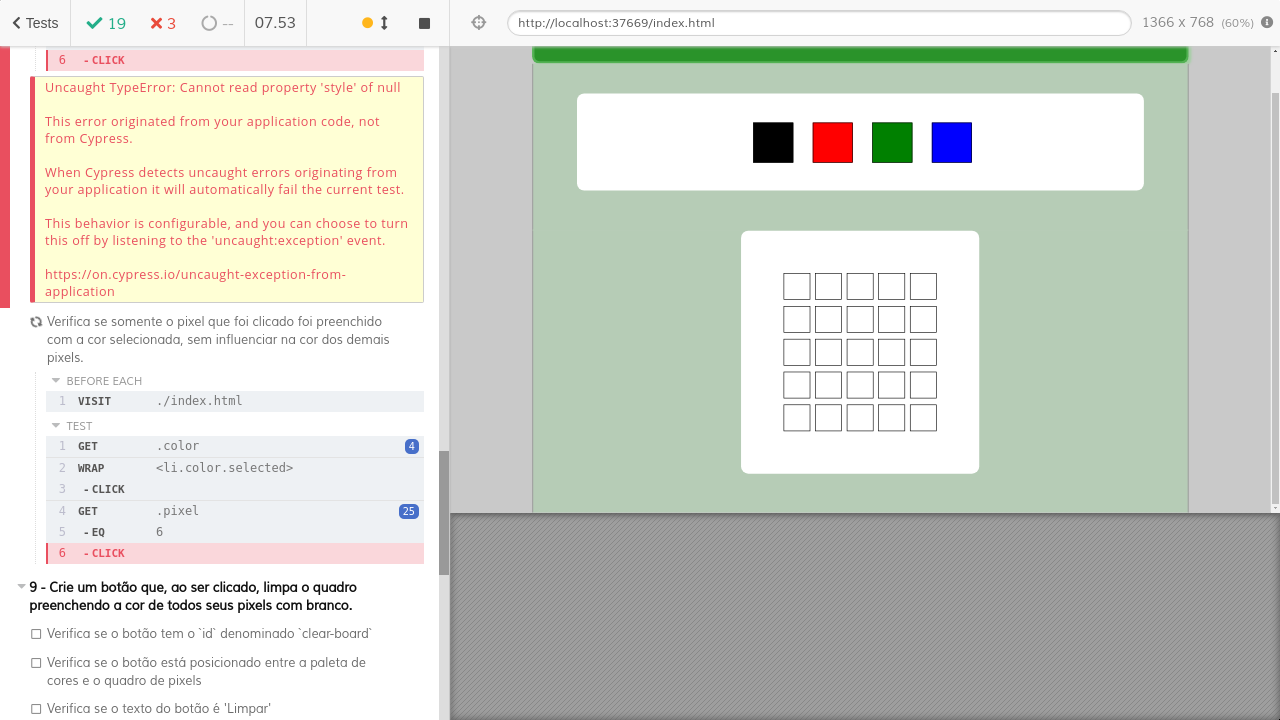 Tests
19
3
--
07.53
http://localhost:37669/index.html
1366 x 768 (60%)
6 - CLICK
Uncaught TypeError: Cannot read property 'style' of null
This error originated from your application code, not
from Cypress.
When Cypress detects uncaught errors originating from
your application it will automatically fail the current test.
This behavior is configurable, and you can choose to turn
this off by listening to the 'uncaught:exception' event.
https://on.cypress.io/uncaught-exception-from-
application
Verifica se somente o pixel que foi clicado foi preenchido
com a cor selecionada, sem influenciar na cor dos demais
pixels.
BEFORE EACH
1 VISIT ./index.html
TEST
1 GET .color 4
2 WRAP <li.color.selected>
3 - CLICK
4 GET .pixel 25
5 - EQ 6
6 - CLICK
9 - Crie um botão que, ao ser clicado, limpa o quadro
preenchendo a cor de todos seus pixels com branco.
Verifica se o botão tem o `id` denominado `clear-board`
Verifica se o botão está posicionado entre a paleta de
cores e o quadro de pixels
Verifica se o texto do botão é 'Limpar'